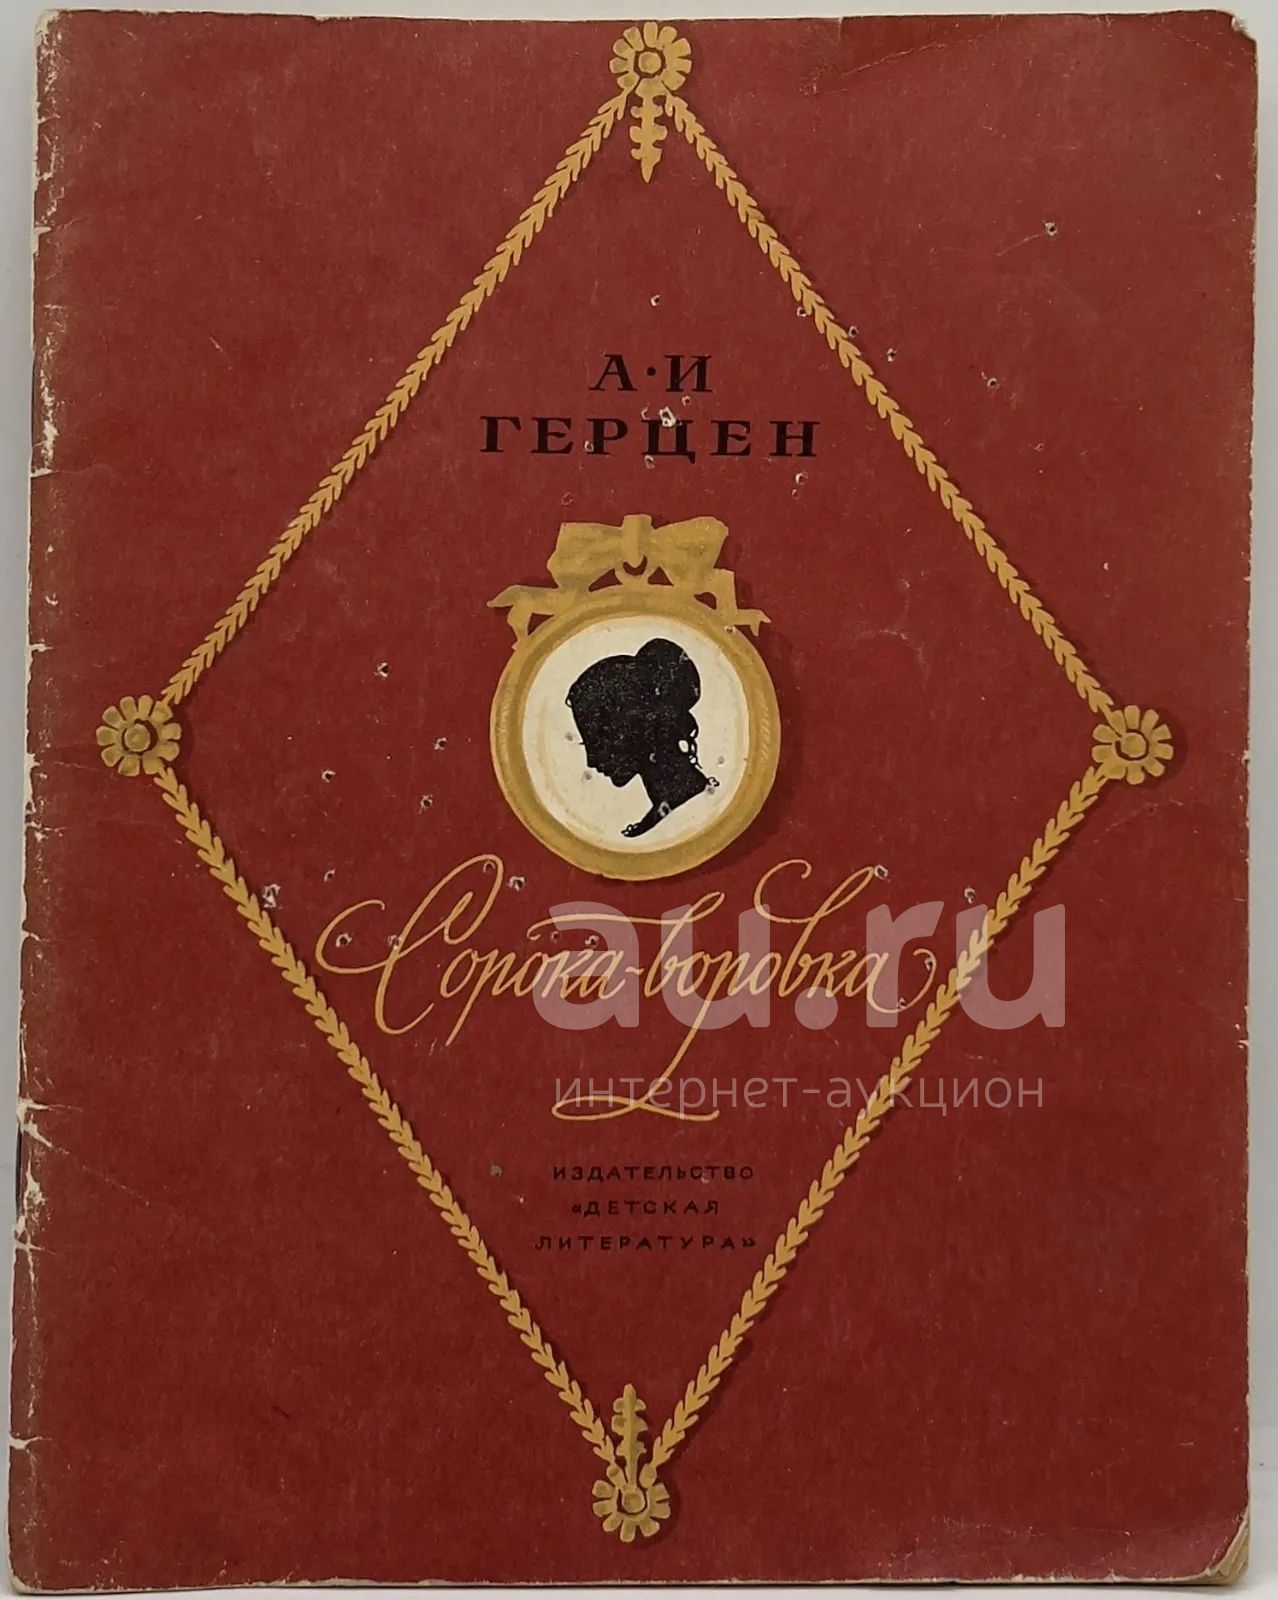 А·И
ГЕРЦЕН
Сорока-воровка
au.ru
интернет-аукцион
ИЗДАТЕЛЬСТВО
«ДЕТСКАЯ
ЛИТЕРАТУРА»